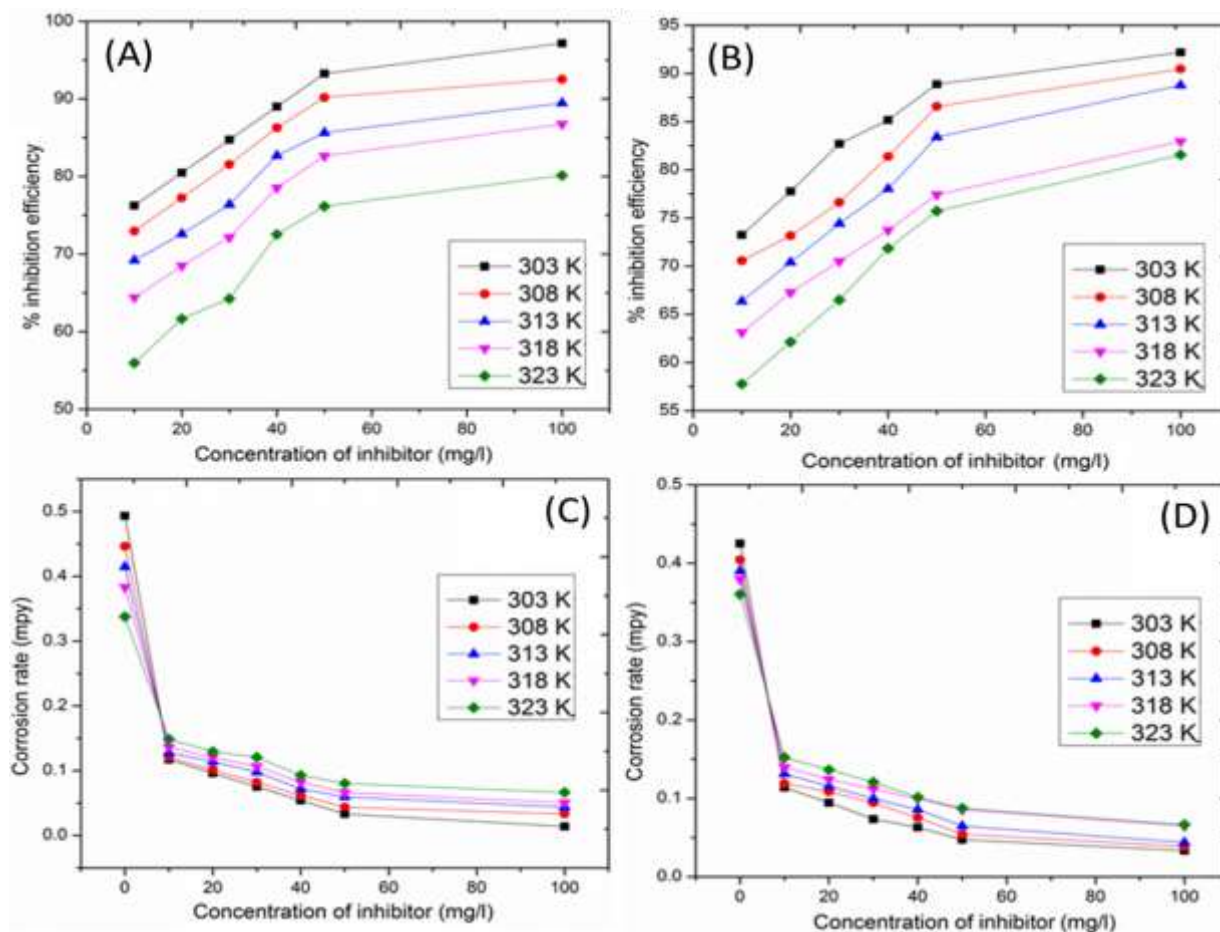 (A)
100
90
80
70
60
50
% inhibition efficiency
303 K
308 K
313 K
318 K
323 K
0 20 40 60 80 100
Concentration of inhibitor (mg/l)
(B)
95
90
85
80
75
70
65
60
55
% inhibition efficiency
303 K
308 K
313 K
318 K
323 K
0 20 40 60 80 100
Concentration of inhibitor (mg/l)
(C)
0.5
0.4
0.3
0.2
0.1
0.0
Corrosion rate (mpy)
303 K
308 K
313 K
318 K
323 K
0 20 40 60 80 100
Concentration of inhibitor (mg/l)
(D)
0.5
0.4
0.3
0.2
0.1
0.0
Corrosion rate (mpy)
303 K
308 K
313 K
318 K
323 K
0 20 40 60 80 100
Concentration of inhibitor (mg/l)